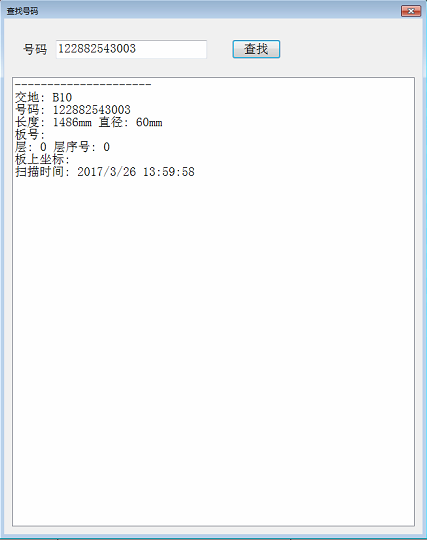 查找号码
号码 122882543003 查找
---------------------
交地: B10
号码: 122882543003
长度: 1486mm 直径: 60mm
板号:
层: 0 层序号: 0
板上坐标:
扫描时间: 2017/3/26 13:59:58